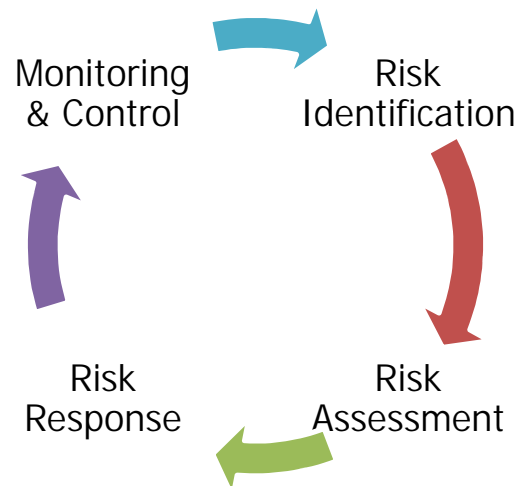 Monitoring
& Control
Risk
Identification
Risk
Assessment
Risk
Response